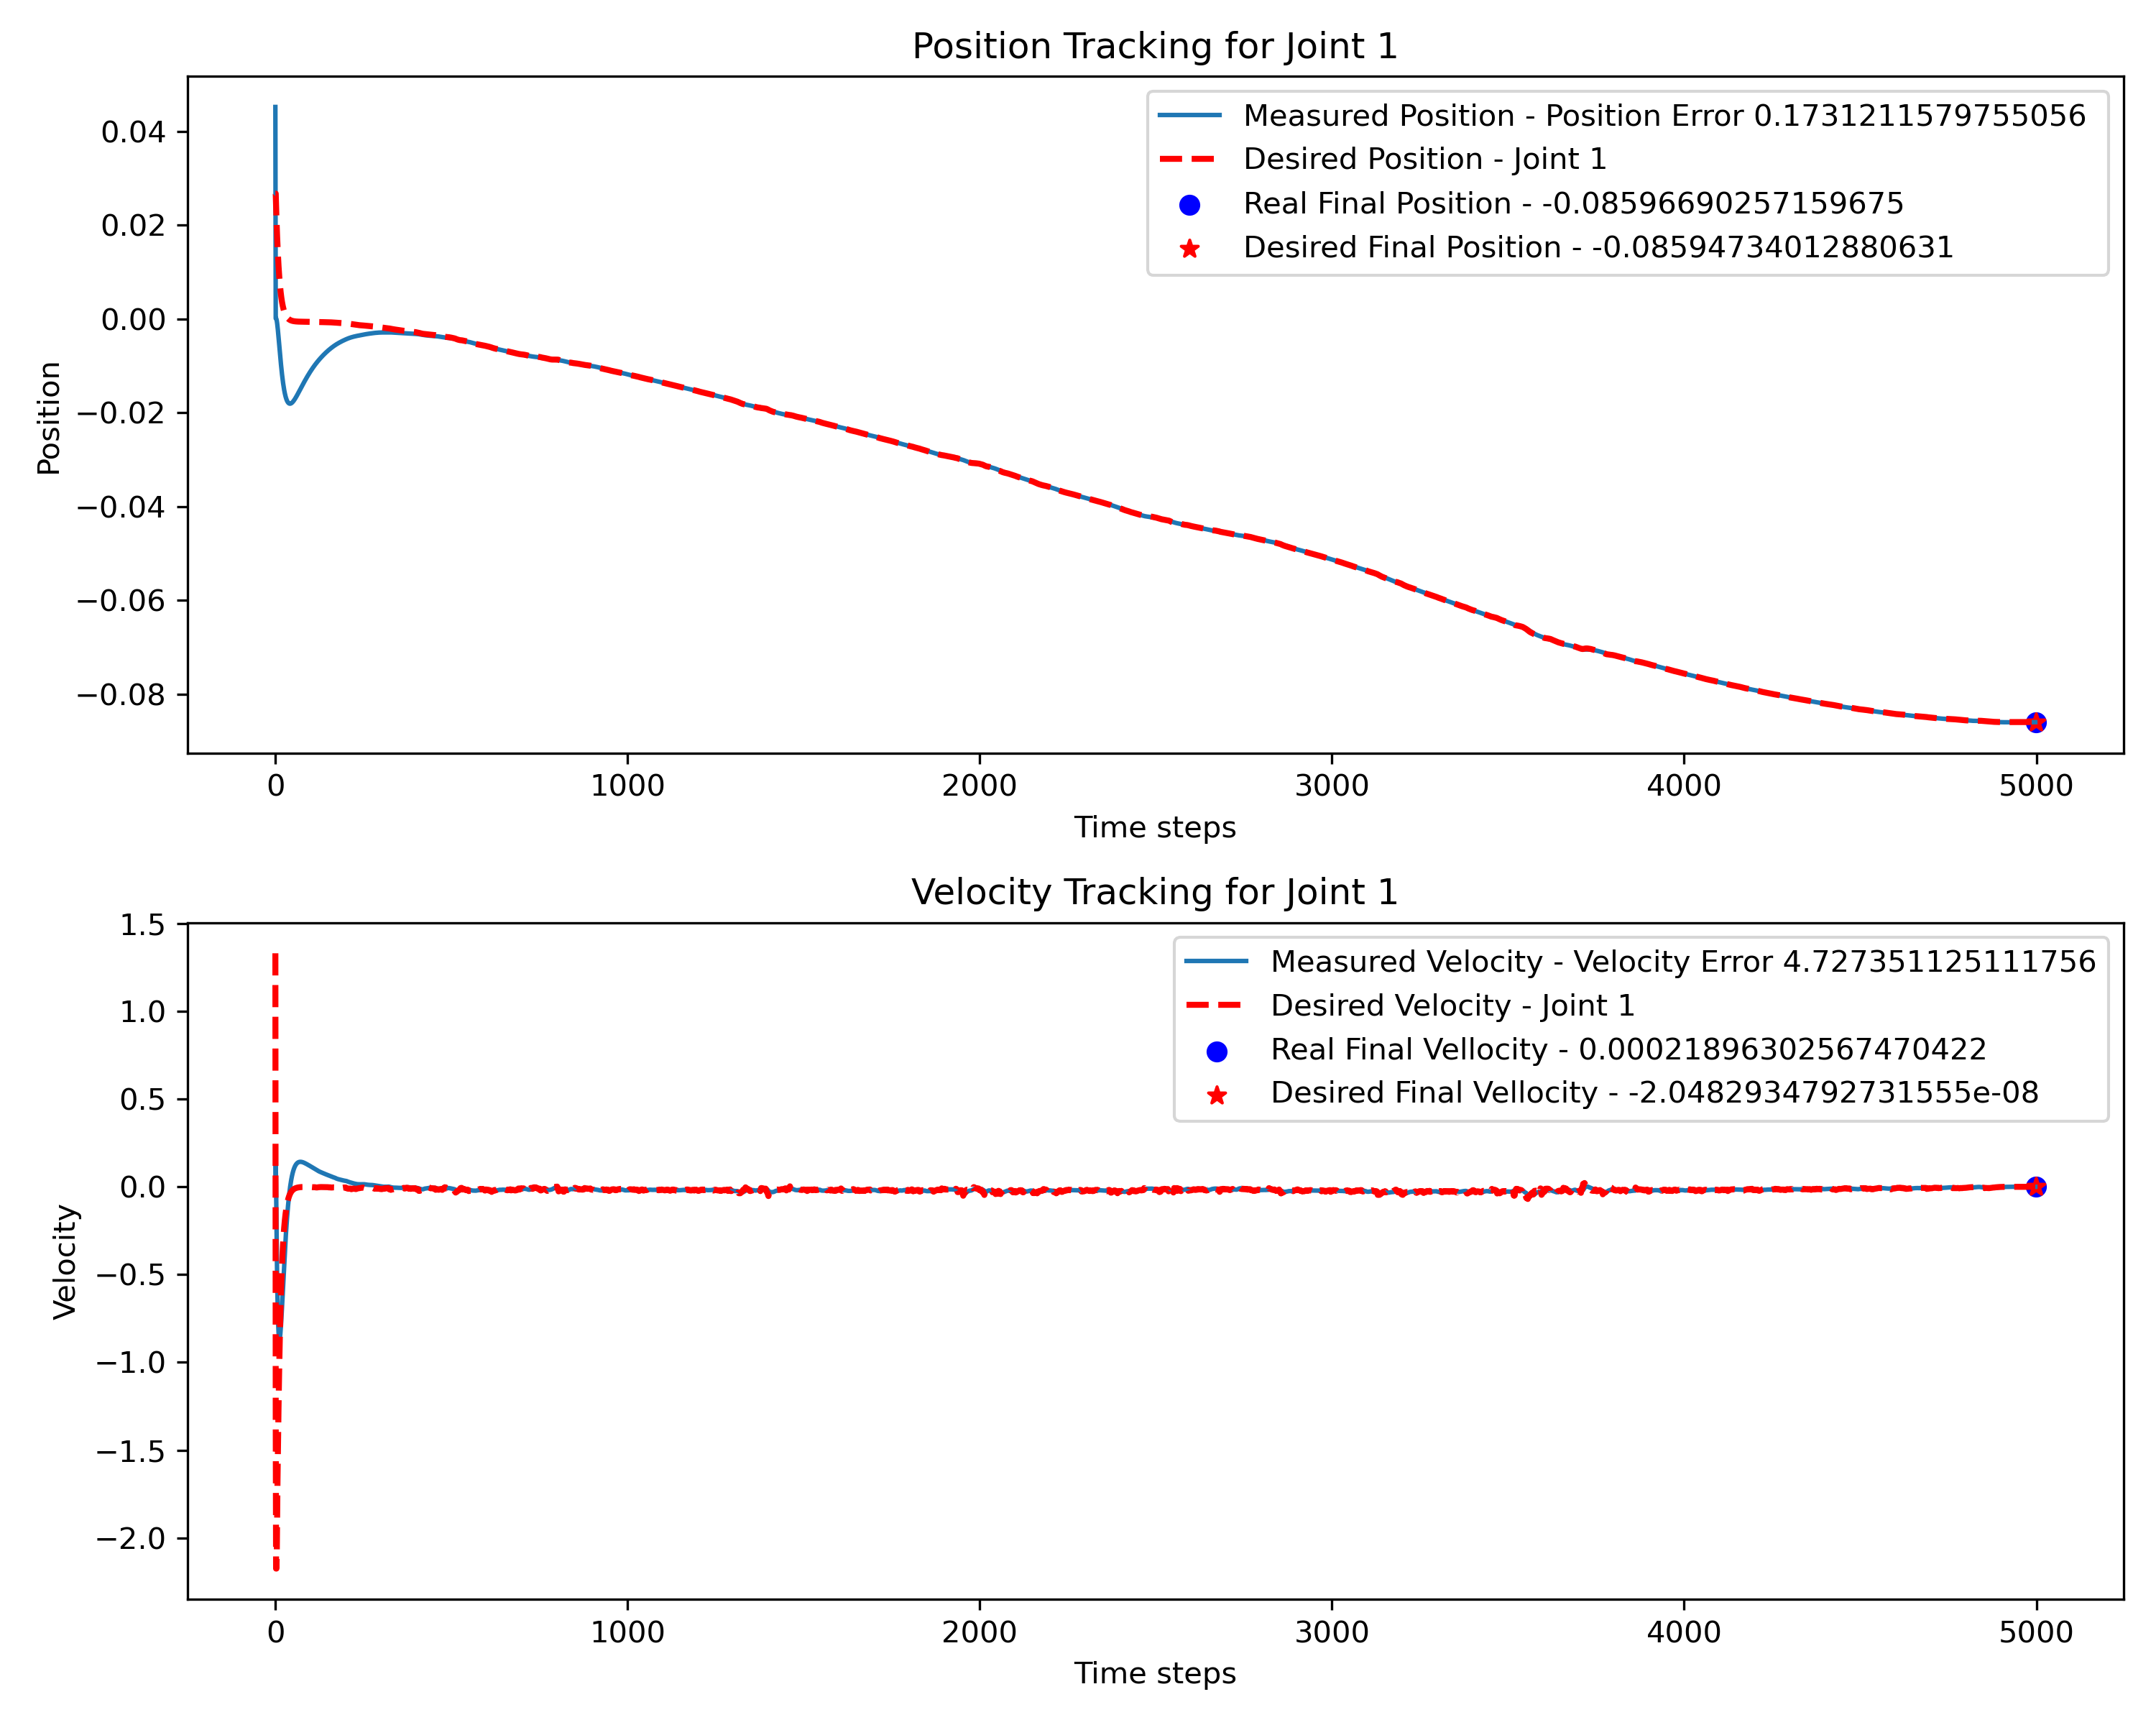 Position Tracking for Joint 1
Measured Position - Position Error 0.1731211579755056
Desired Position - Joint 1
Real Final Position - -0.08596690257159675
Desired Final Position - -0.08594734012880631
0.04
0.02
0.00
−0.02
−0.04
−0.06
−0.08
Position
0 1000 2000 3000 4000 5000
Time steps
Velocity Tracking for Joint 1
Measured Velocity - Velocity Error 4.727351125111756
Desired Velocity - Joint 1
Real Final Vellocity - 0.00021896302567470422
Desired Final Vellocity - -2.0482934792731555e-08
1.5
1.0
0.5
0.0
−0.5
−1.0
−1.5
−2.0
Velocity
0 1000 2000 3000 4000 5000
Time steps